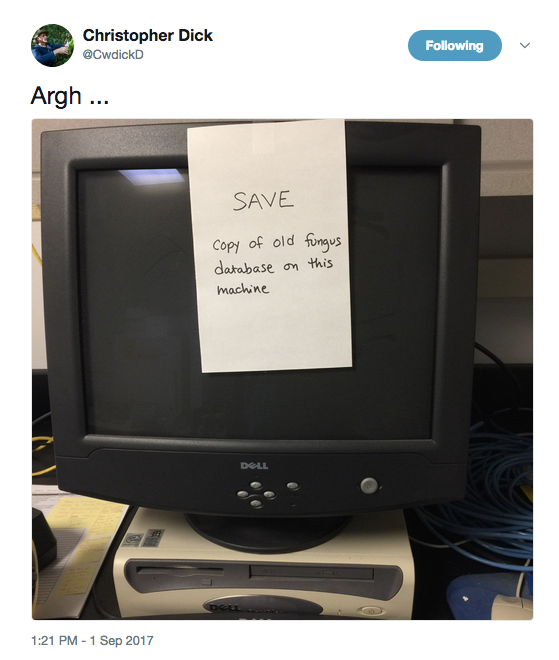 Christopher Dick
@CwdickD
Following
Argh ...
SAVE
Copy of old fungus
database on this
machine
DELL
DELL
1:21 PM - 1 Sep 2017